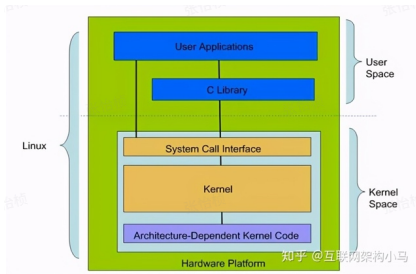 User Applications
User
Space
C Library
Linux
System Call Interface
Kernel
Kernel
Space
Architecture-Dependent Kernel Code
Hardware Platform
知乎 @互联网架构小马